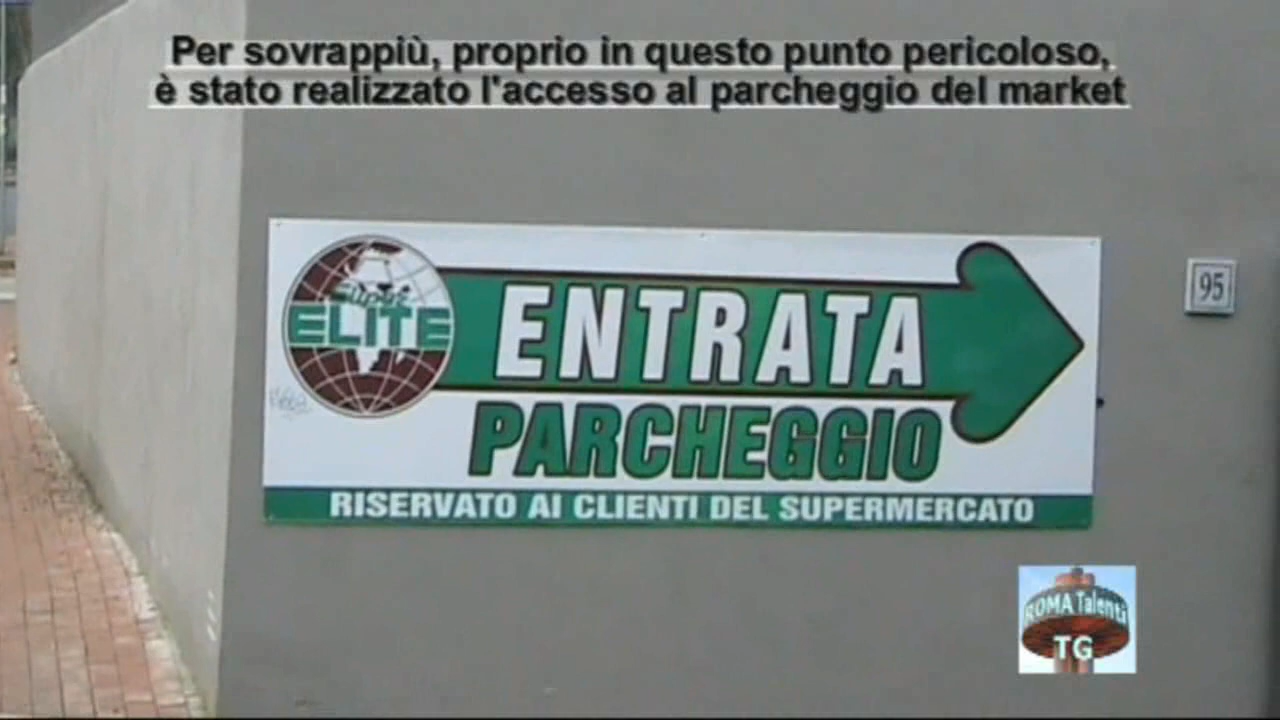 Per sovrappiù, proprio in questo punto pericoloso,
è stato realizzato l'accesso al parcheggio del market
Super
ELITE
ENTRATA
PARCHEGGIO
RISERVATO AI CLIENTI DEL SUPERMERCATO
95
ROMA Talenti
TG